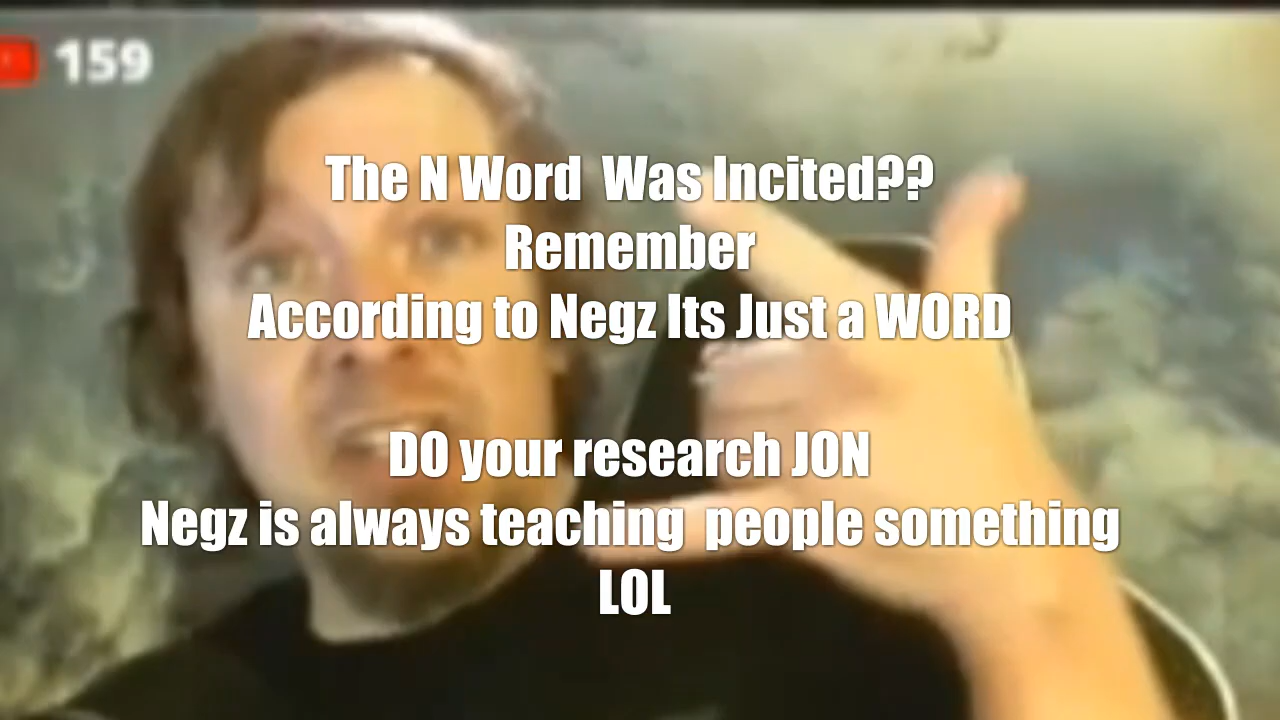 159
The N Word Was Incited??
Remember
According to Negz Its Just a WORD
DO your research JON
Negz is always teaching people something
LOL